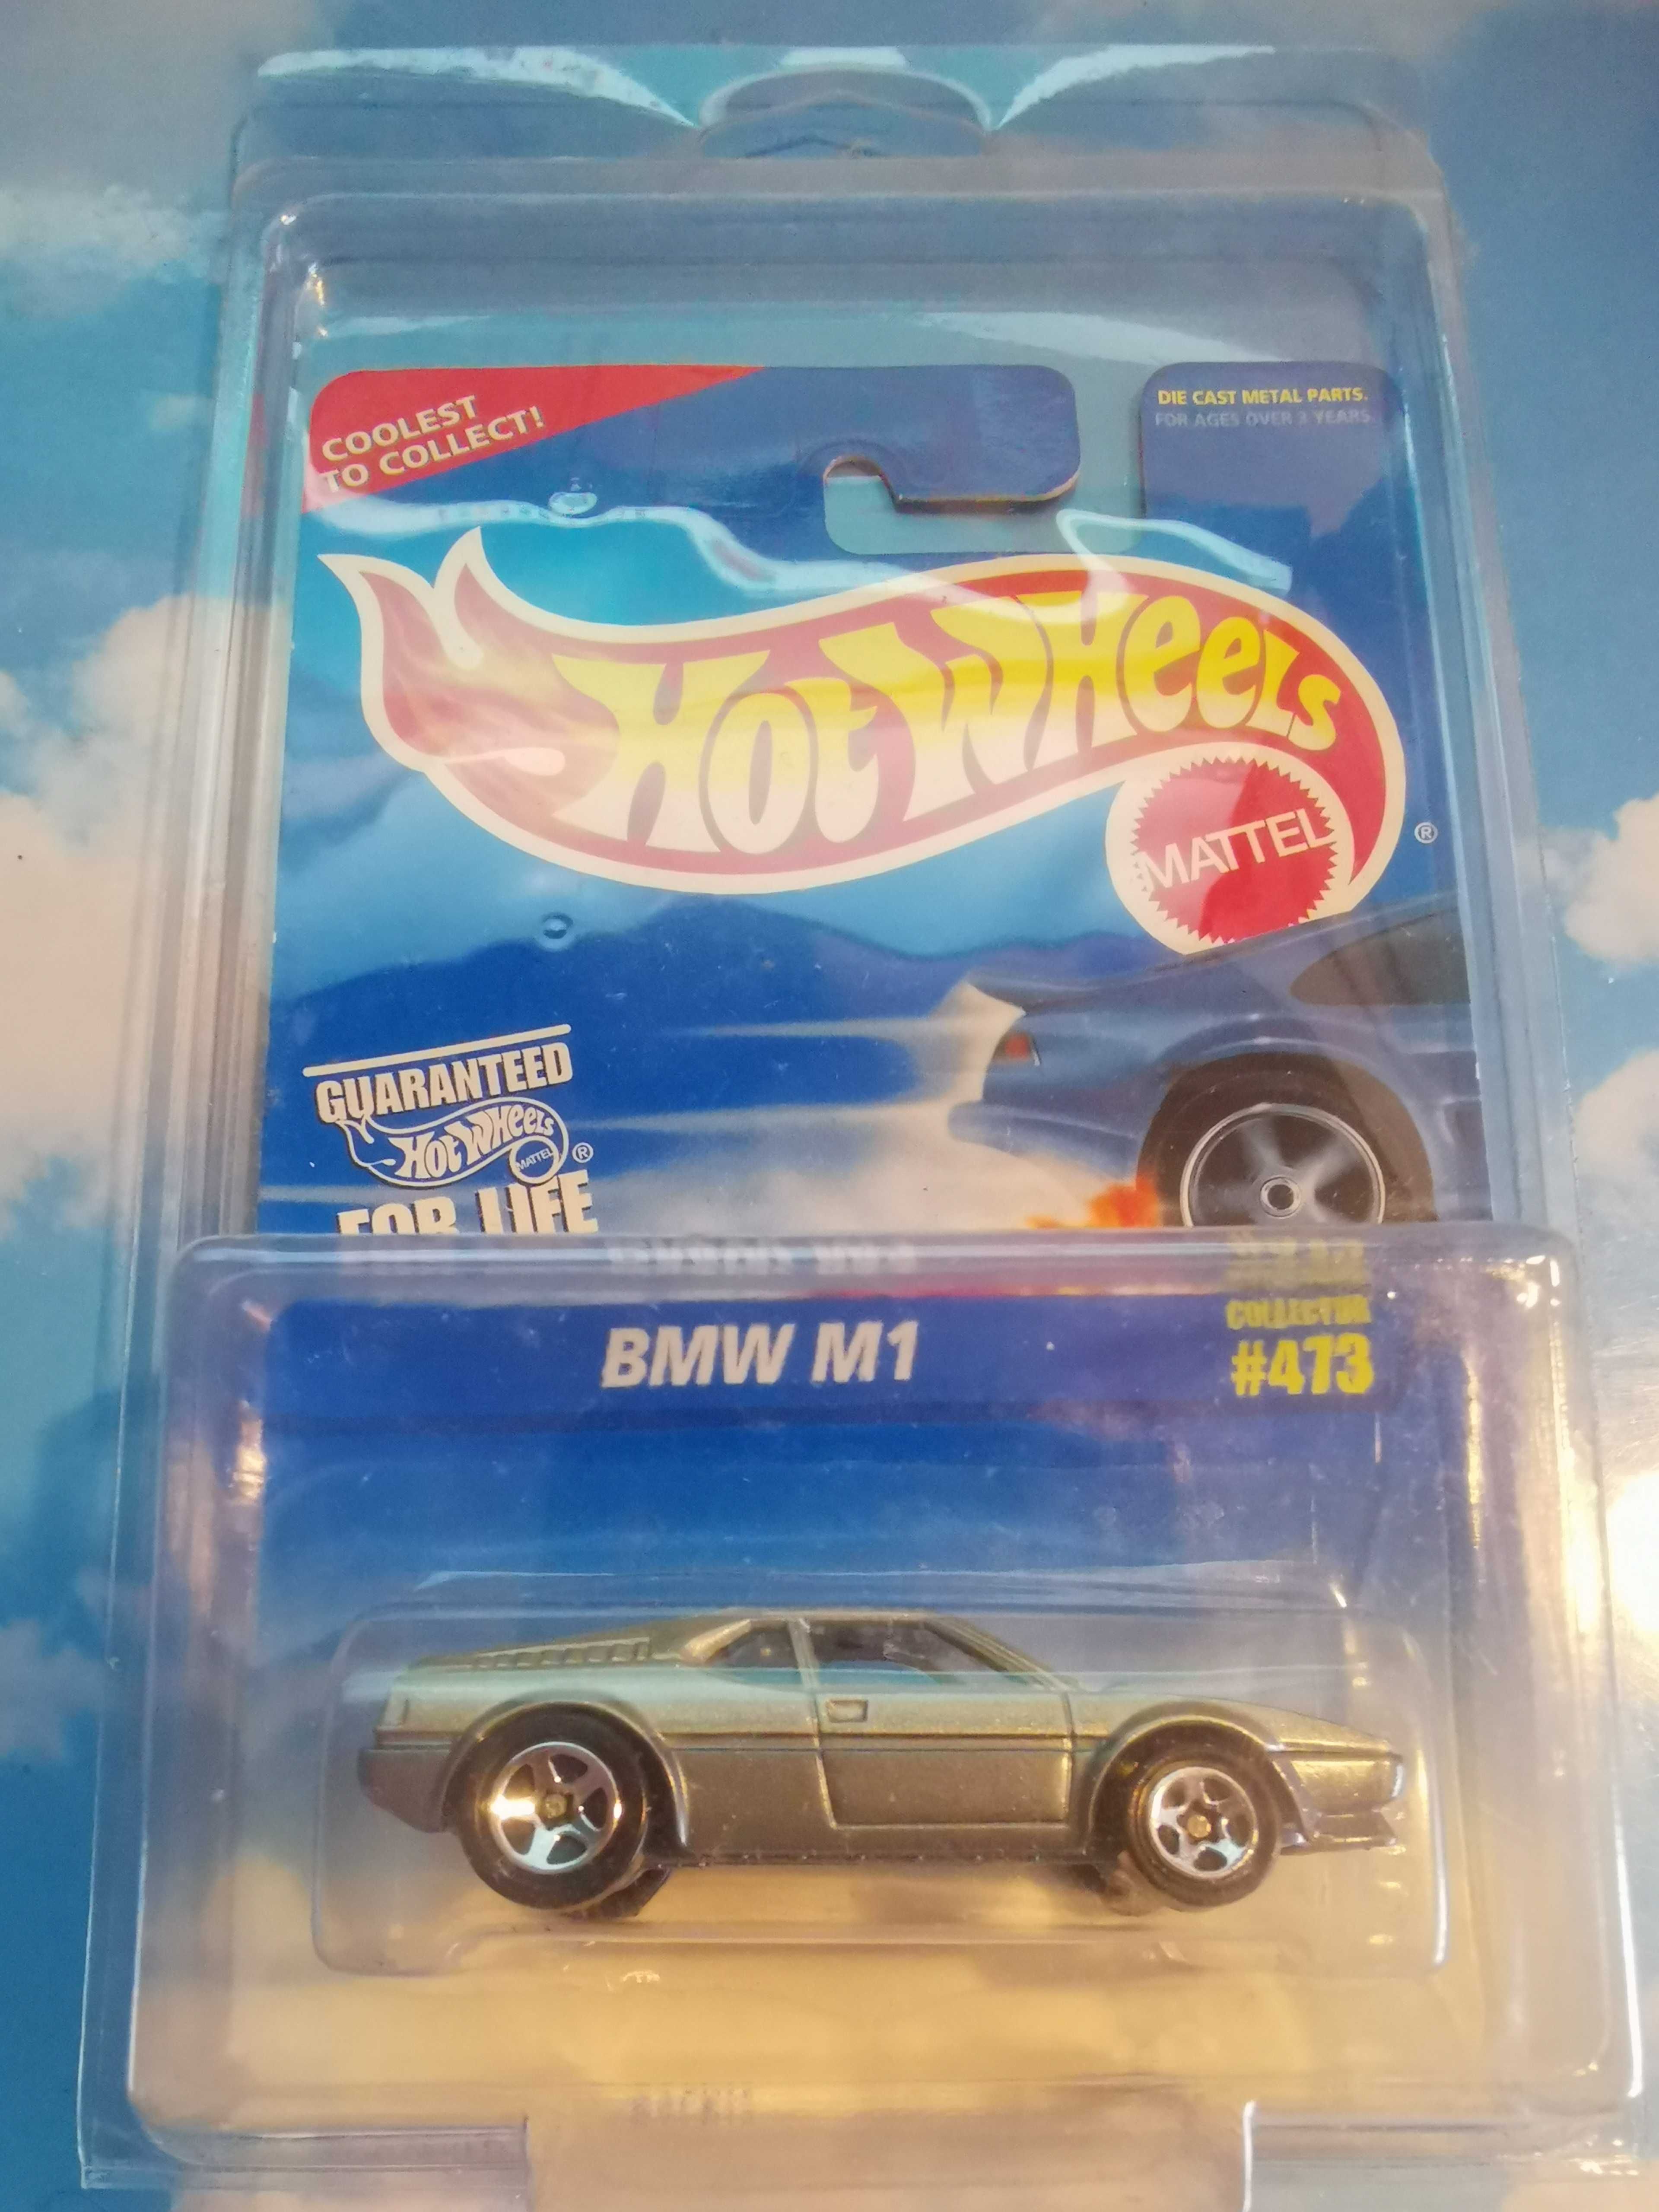 COOLEST
TO COLLECT!
DIE CAST METAL PARTS.
FOR AGES OVER 3 YEARS.
HOT WHEELS
MATTEL
®
GUARANTEED
HOT WHEELS
MATTEL
®
FOR LIFE
BMW M1
COLLECTOR
#473